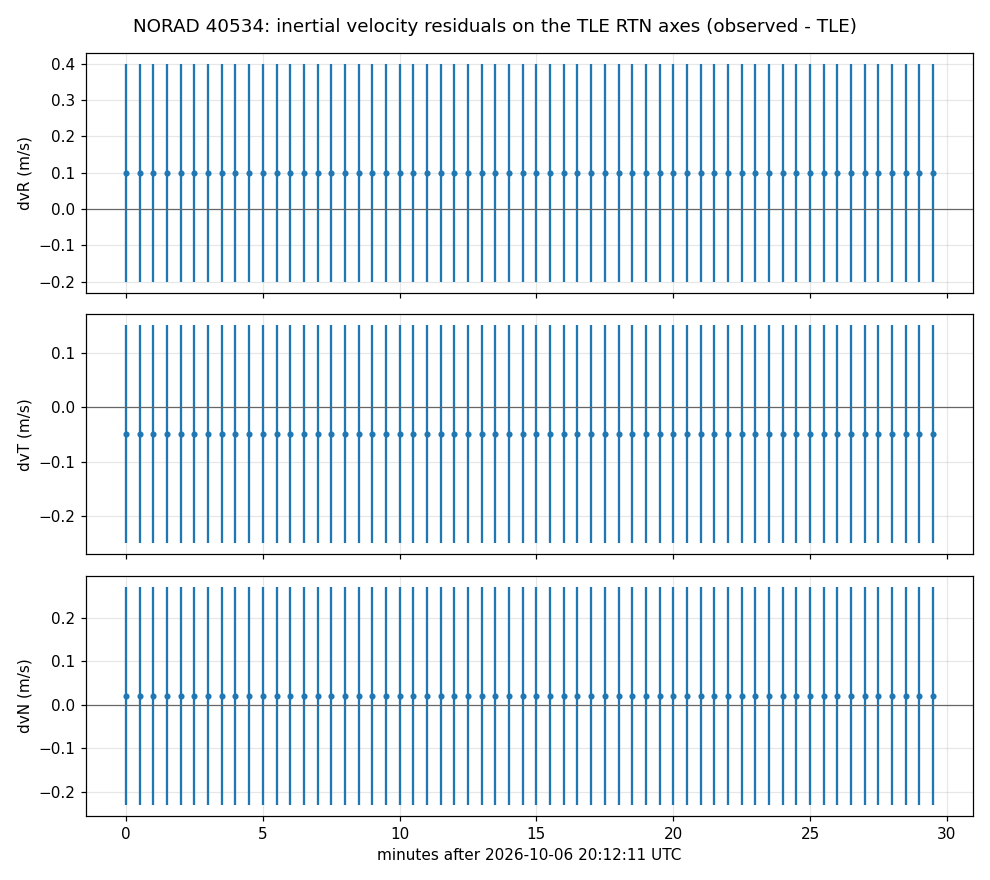 NORAD 40534: inertial velocity residuals on the TLE RTN axes (observed - TLE)
0.4
0.3
0.2
0.1
0.0
−0.1
−0.2
dvR (m/s)
0.1
0.0
−0.1
−0.2
dvT (m/s)
0.2
0.1
0.0
−0.1
−0.2
dvN (m/s)
0 5 10 15 20 25 30
minutes after 2026-10-06 20:12:11 UTC